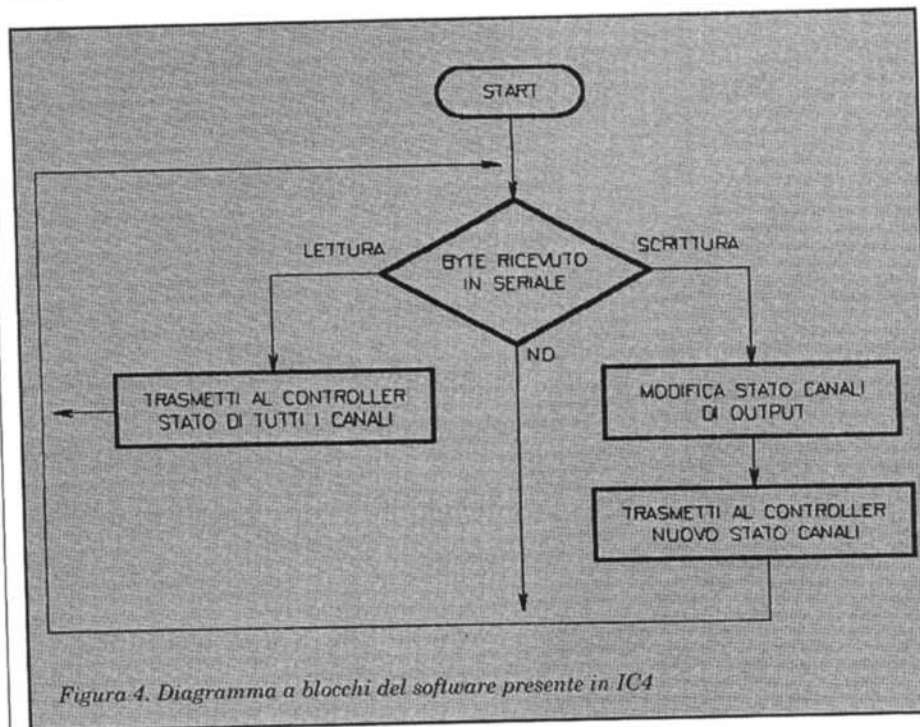 START
LETTURA
SCRITTURA
BYTE RICEVUTO
IN SERIALE
NO
TRASMETTI AL CONTROLLER
STATO DI TUTTI I CANALI
MODIFICA STATO CANALI
DI OUTPUT
TRASMETTI AL CONTROLLER
NUOVO STATO CANALI
Figura 4. Diagramma a blocchi del software presente in IC4